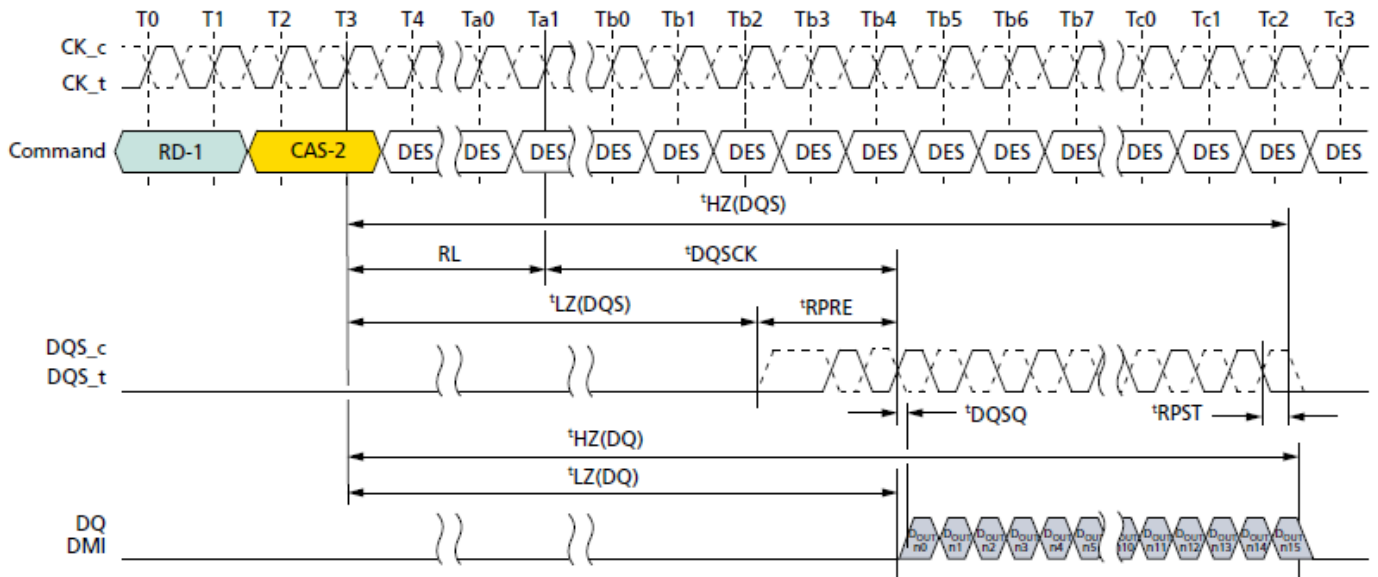 T0 T1 T2 T3 T4 Ta0 Ta1 Tb0 Tb1 Tb2 Tb3 Tb4 Tb5 Tb6 Tb7 Tc0 Tc1 Tc2 Tc3
CK_c
CK_t
Command RD-1 CAS-2 DES DES DES DES DES DES DES DES DES DES DES DES DES DES DES
tHZ(DQS)
RL tDQSCK
tLZ(DQS) tRPRE
DQS_c
DQS_t
tDQSQ tRPST
tHZ(DQ)
tLZ(DQ)
DQ
DMI
DOUT DOUT DOUT DOUT DOUT DOUT DOUT DOUT DOUT DOUT DOUT DOUT
n0 n1 n2 n3 n4 n5 n10 n11 n12 n13 n14 n15